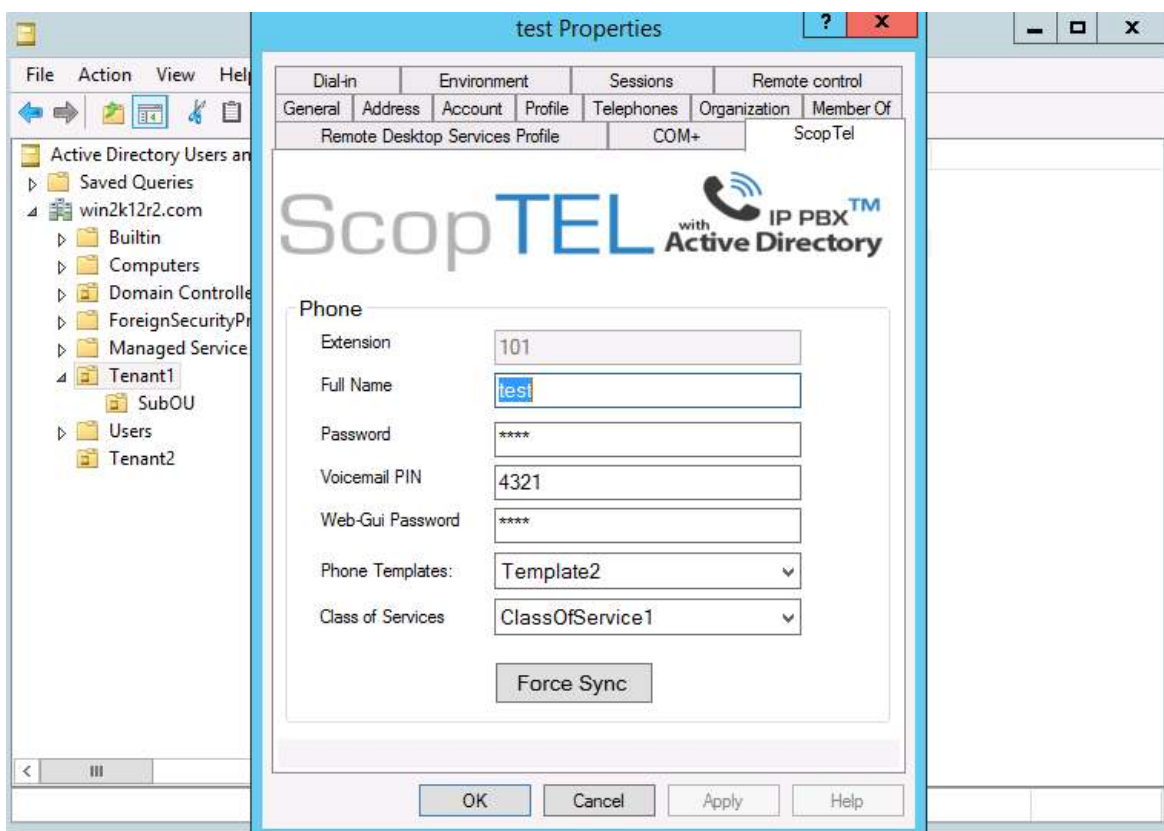 test Properties
? x
x
File Action View Hel
Active Directory Users an
Saved Queries
win2k12r2.com
Builtin
Computers
Domain Controlle
ForeignSecurityPr
Managed Service
Tenant1
SubOU
Users
Tenant2
Dial-in Environment Sessions Remote control
General Address Account Profile Telephones Organization Member Of
Remote Desktop Services Profile COM+ ScopTel
ScopTEL with IP PBX™
Active Directory
Phone
Extension 101
Full Name test
Password ****
Voicemail PIN 4321
Web-Gui Password ****
Phone Templates: Template2
Class of Services ClassOfService1
Force Sync
OK Cancel Apply Help